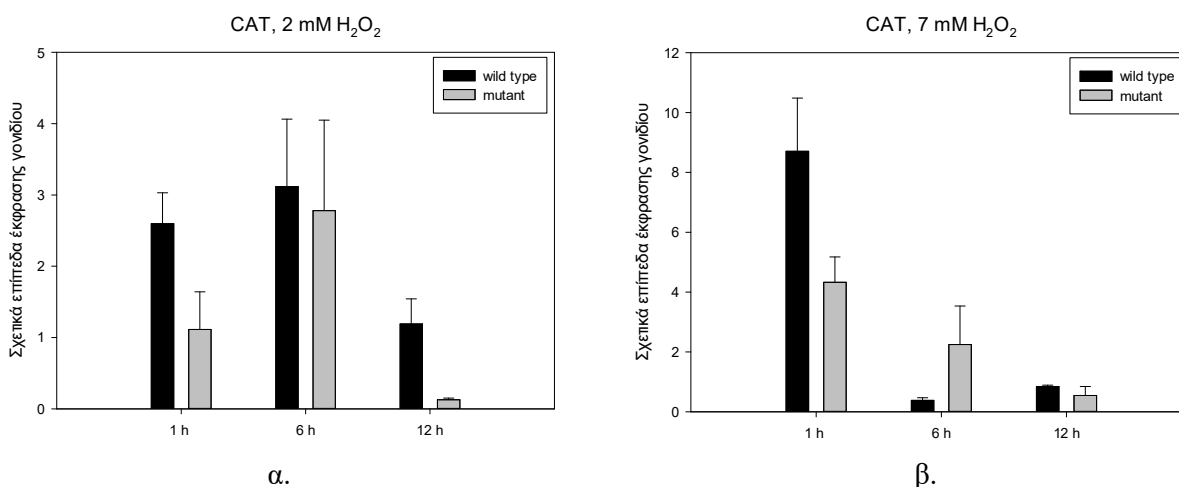 CAT, 2 mM H₂O₂
5
4
3
2
1
0
Σχετικά επίπεδα έκφρασης γονιδίου
wild type
mutant
1 h
6 h
12 h
α.
CAT, 7 mM H₂O₂
12
10
8
6
4
2
0
Σχετικά επίπεδα έκφρασης γονιδίου
wild type
mutant
1 h
6 h
12 h
β.